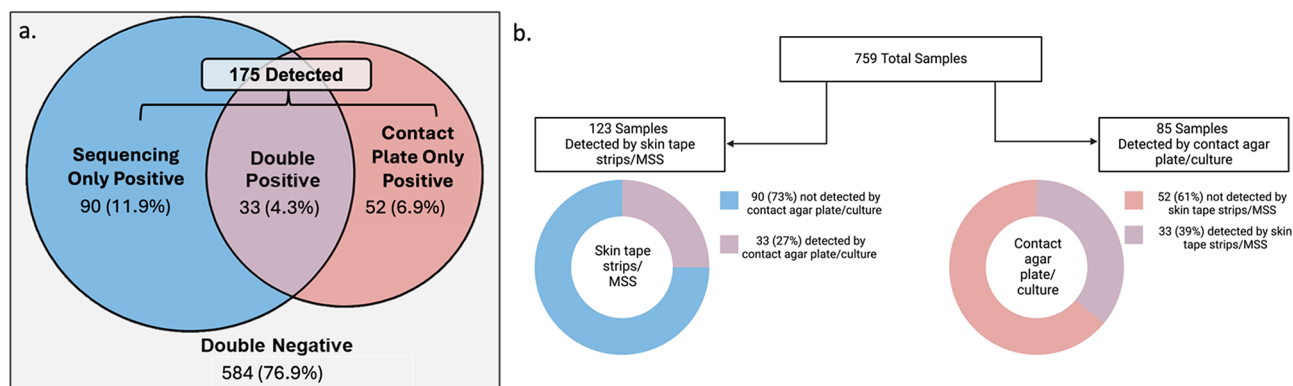 a.
175 Detected
Sequencing
Only Positive
90 (11.9%)
Double
Positive
33 (4.3%)
Contact
Plate Only
Positive
52 (6.9%)
Double Negative
584 (76.9%)
b.
759 Total Samples
123 Samples
Detected by skin tape
strips/MSS
85 Samples
Detected by contact agar
plate/culture
Skin tape
strips/
MSS
90 (73%) not detected by
contact agar plate/culture
33 (27%) detected by
contact agar plate/culture
Contact
agar
plate/
culture
52 (61%) not detected by
skin tape strips/MSS
33 (39%) detected by skin
tape strips/MSS